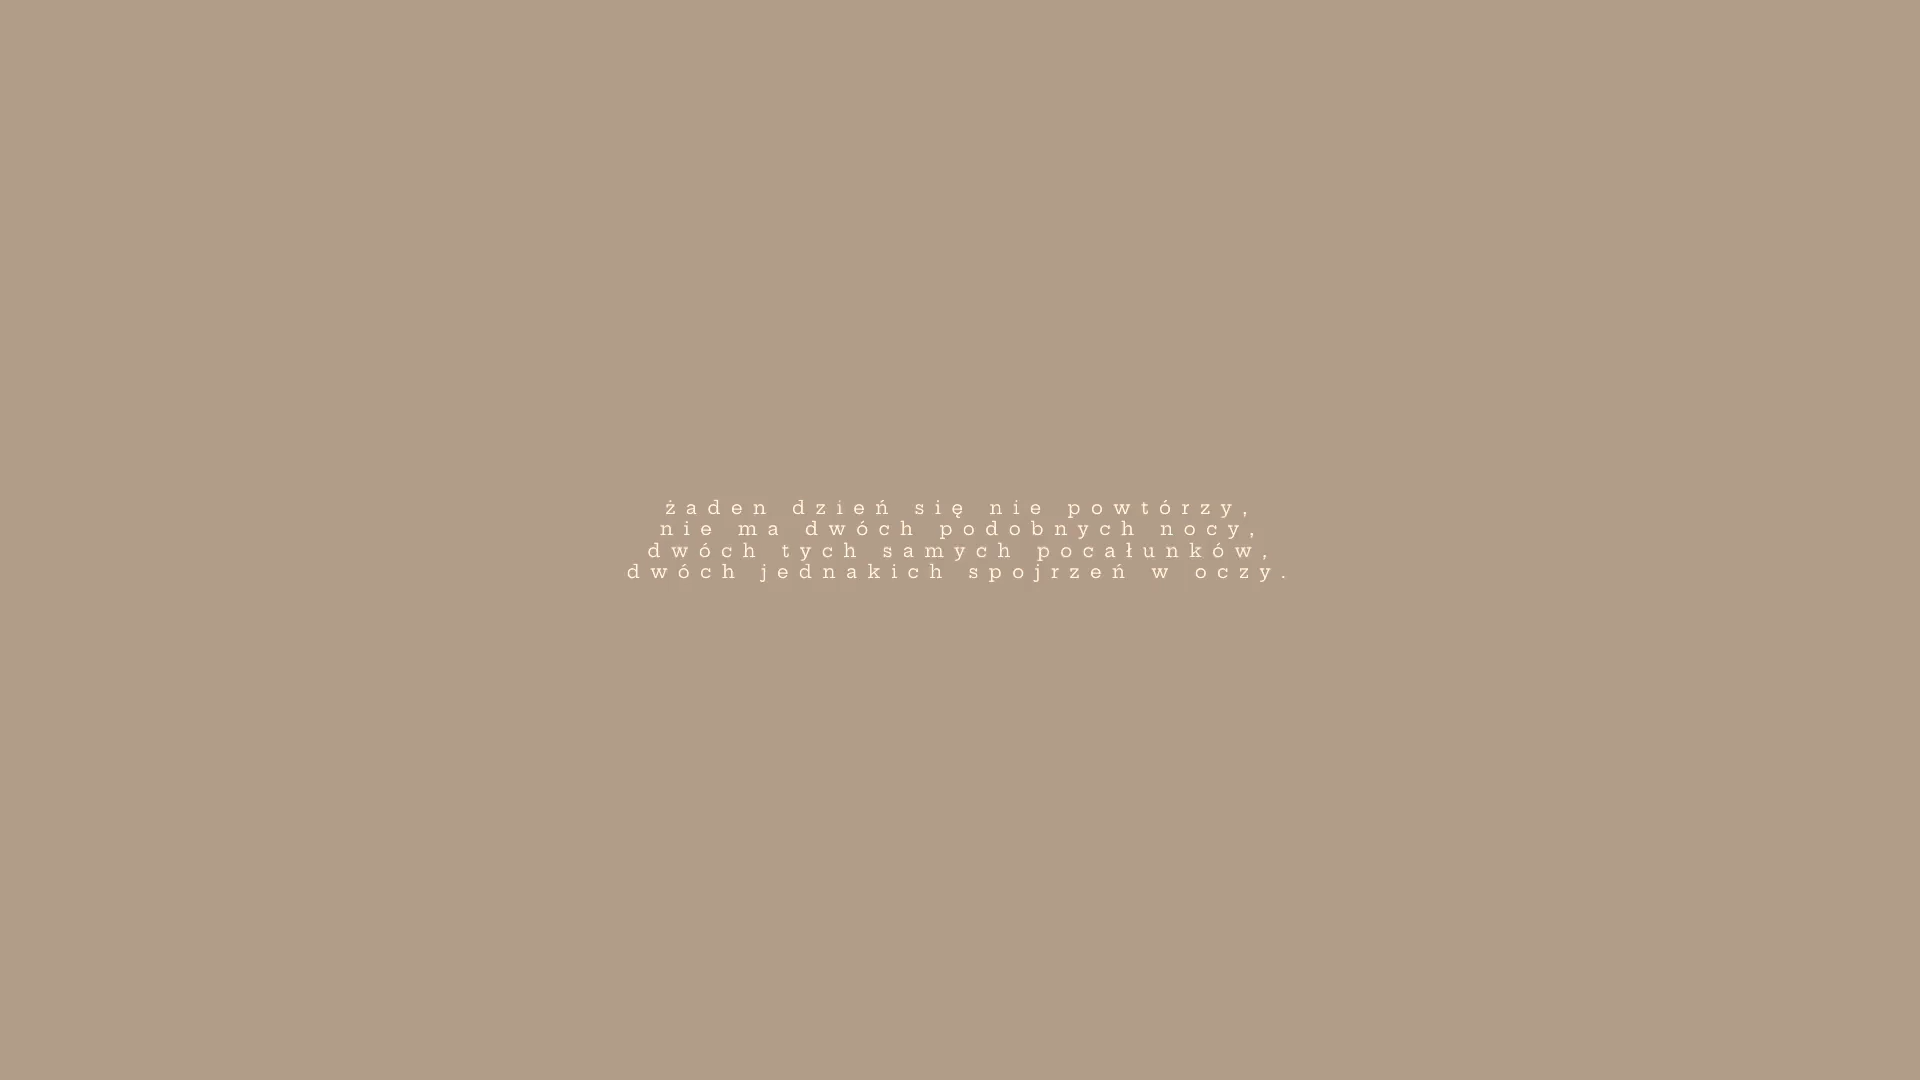 żaden dzień się nie powtórzy,
nie ma dwóch podobnych nocy,
dwóch tych samych pocałunków,
dwóch jednakich spojrzeń w oczy.